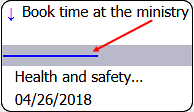 ↓ Book time at the ministry
Health and safety...
04/26/2018